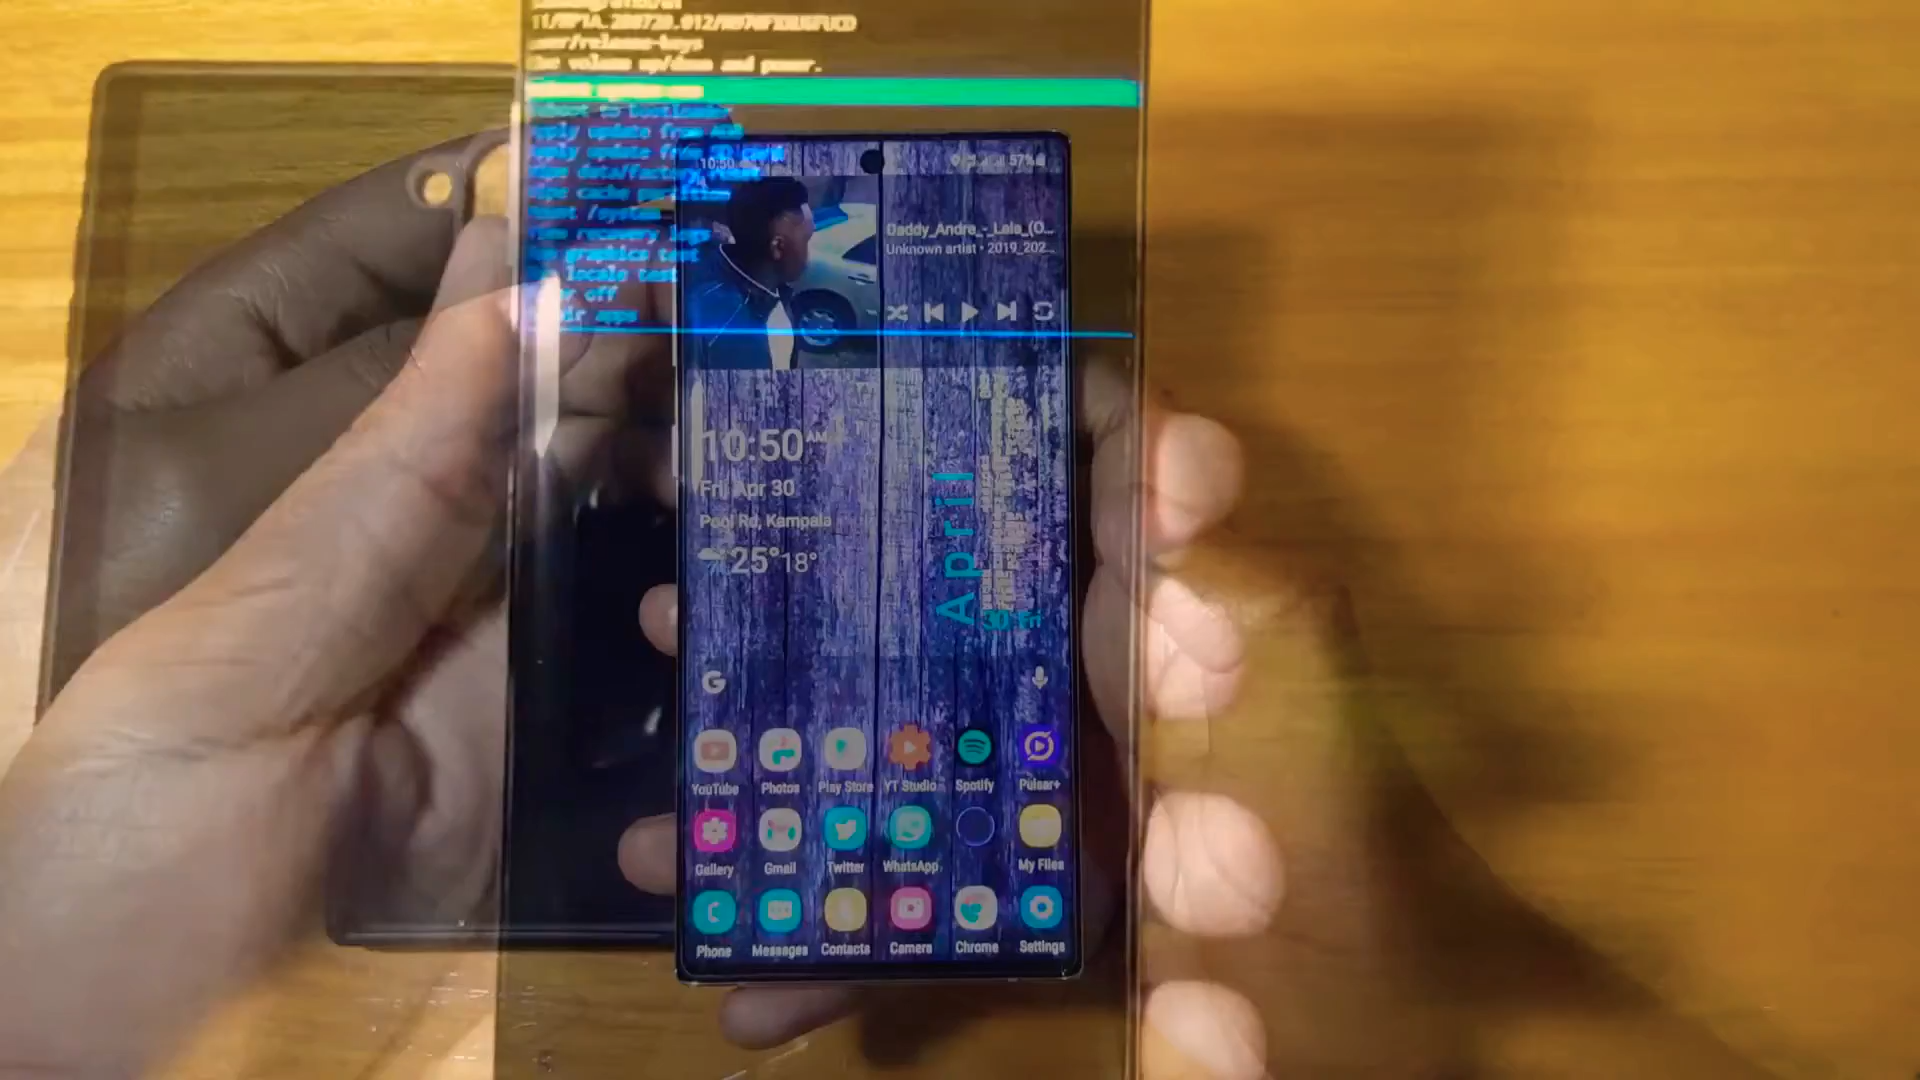 user/release-keys
the volume up/down and power.
Reboot to bootloader
Apply update from ADB
Apply update from SD card
Wipe data/factory reset
Wipe cache partition
Mount /system
View recovery logs
Run graphics test
Run locale test
Power off
Repair apps
10:50
57%
Daddy_Andre_-_Lala_(O...
Unknown artist • 2019_202...
10:50 AM
Fri, Apr 30
Pool Rd, Kampala
25° 18°
April
30 Fri
G
YouTube
Photos
Play Store
YT Studio
Spotify
Pulsar+
Gallery
Gmail
Twitter
WhatsApp
My Files
Phone
Messages
Contacts
Camera
Chrome
Settings